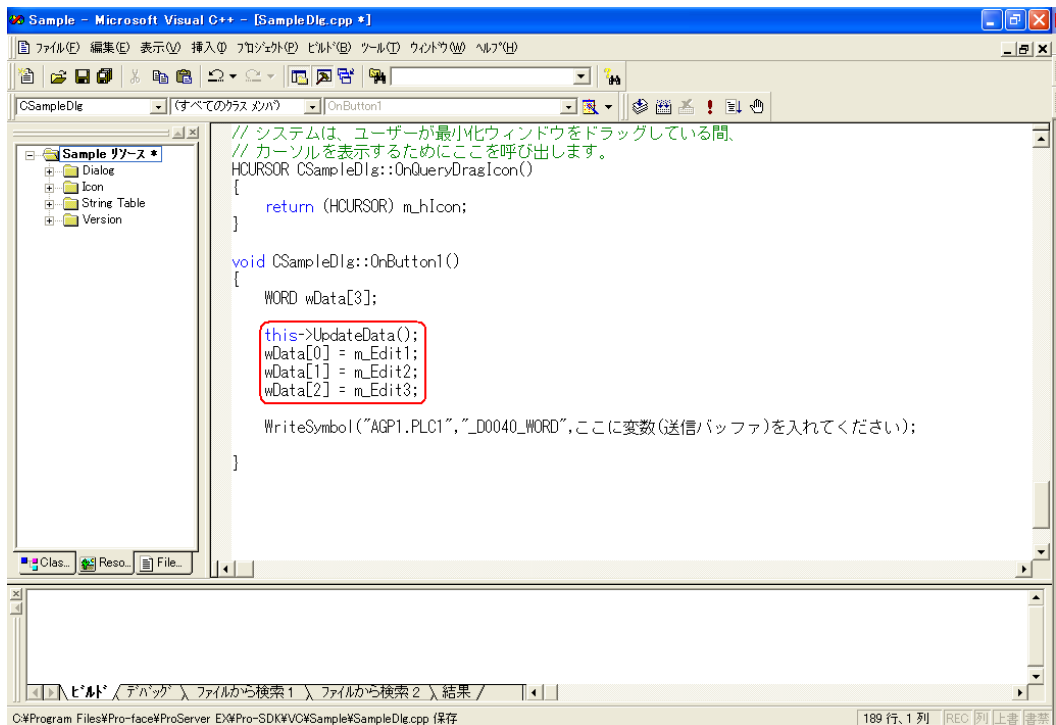 Sample - Microsoft Visual C++ - [SampleDlg.cpp *]
ファイル(F) 編集(E) 表示(V) 挿入(I) プロジェクト(P) ビルド(B) ツール(T) ウィンドウ(W) ヘルプ(H)
CSampleDlg (すべてのクラス メンバ) OnButton1
Sample リソース *
Dialog
Icon
String Table
Version
Clas... Reso... File...
// システムは、ユーザーが最小化ウィンドウをドラッグしている間、
// カーソルを表示するためにここを呼び出します。
HCURSOR CSampleDlg::OnQueryDragIcon()
{
return (HCURSOR) m_hIcon;
}
void CSampleDlg::OnButton1()
{
WORD wData[3];
this->UpdateData();
wData[0] = m_Edit1;
wData[1] = m_Edit2;
wData[2] = m_Edit3;
WriteSymbol("AGP1.PLC1","_D0040_WORD",ここに変数(送信バッファ)を入れてください);
}
ビルド デバッグ ファイルから検索1 ファイルから検索2 結果
C:¥Program Files¥Pro-face¥ProServer EX¥Pro-SDK¥VC¥Sample¥SampleDlg.cpp 保存 189 行、1 列 REC 列 上書 書禁